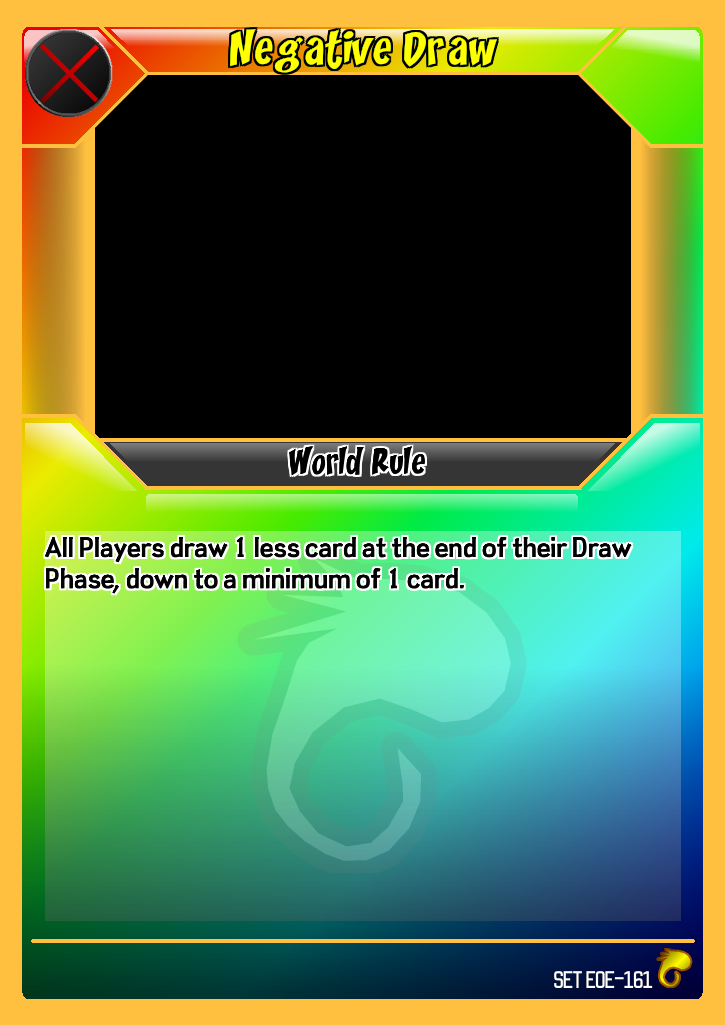 Negative Draw
World Rule
All Players draw 1 less card at the end of their Draw
Phase, down to a minimum of 1 card.
SET EOE-161